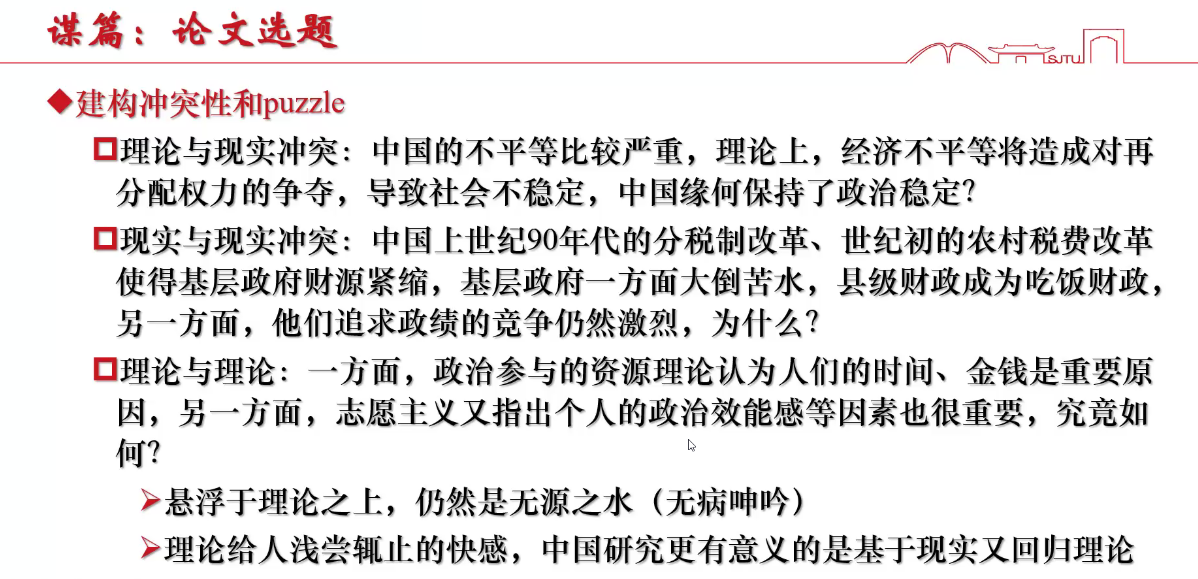 谋篇：论文选题
SJTU
◆建构冲突性和puzzle
理论与现实冲突：中国的不平等比较严重，理论上，经济不平等将造成对再
分配权力的争夺，导致社会不稳定，中国缘何保持了政治稳定？
现实与现实冲突：中国上世纪90年代的分税制改革、世纪初的农村税费改革
使得基层政府财源紧缩，基层政府一方面大倒苦水，县级财政成为吃饭财政，
另一方面，他们追求政绩的竞争仍然激烈，为什么？
理论与理论：一方面，政治参与的资源理论认为人们的时间、金钱是重要原
因，另一方面，志愿主义又指出个人的政治效能感等因素也很重要，究竟如
何？
悬浮于理论之上，仍然是无源之水（无病呻吟）
理论给人浅尝辄止的快感，中国研究更有意义的是基于现实又回归理论